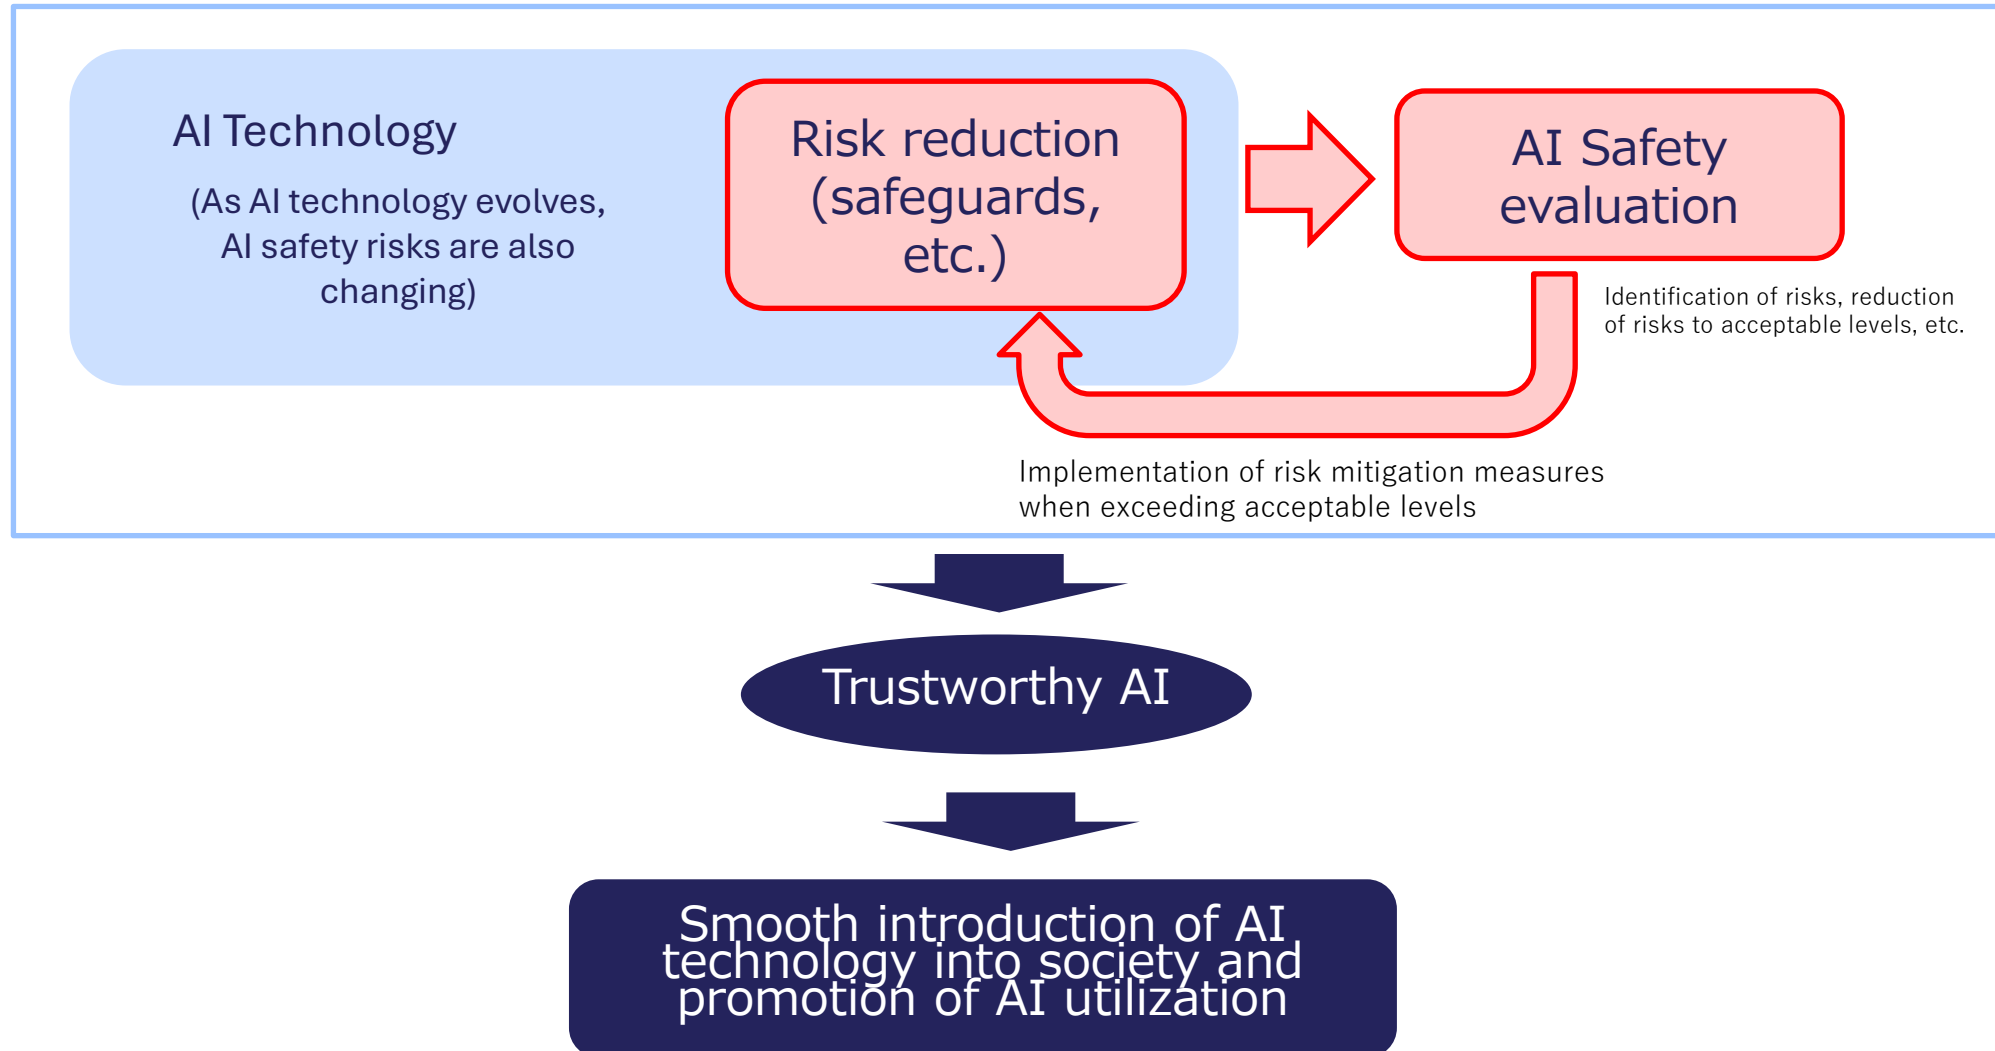 AI Technology
(As AI technology evolves,
AI safety risks are also
changing)
Risk reduction
(safeguards,
etc.)
AI Safety
evaluation
Identification of risks, reduction
of risks to acceptable levels, etc.
Implementation of risk mitigation measures
when exceeding acceptable levels
Trustworthy AI
Smooth introduction of AI
technology into society and
promotion of AI utilization